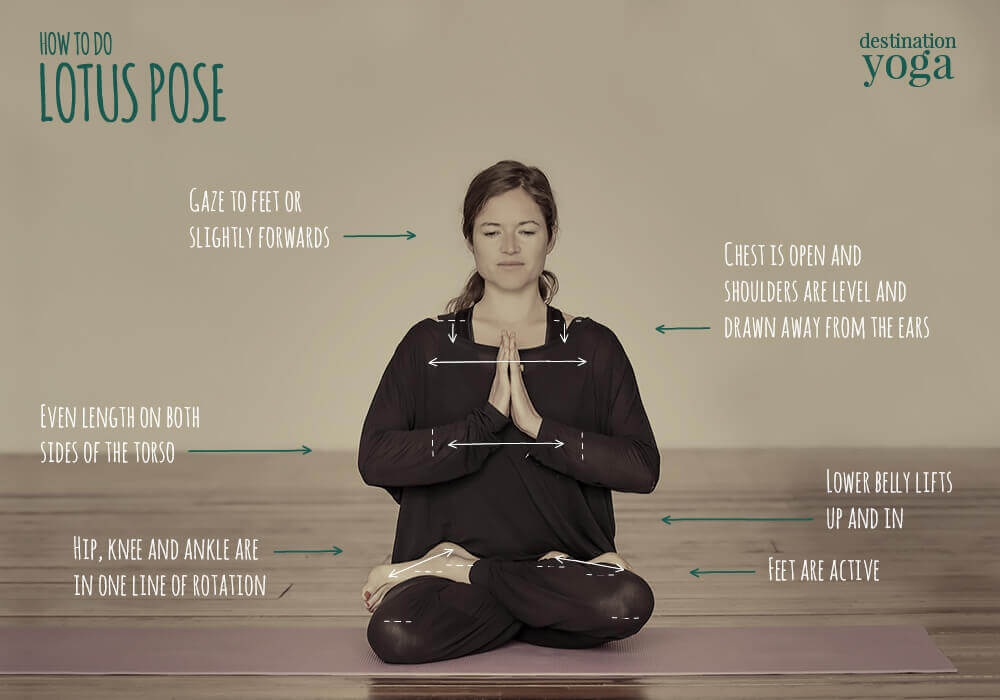 HOW TO DO
LOTUS POSE
destination
yoga
GAZE TO FEET OR
SLIGHTLY FORWARDS
CHEST IS OPEN AND
SHOULDERS ARE LEVEL AND
DRAWN AWAY FROM THE EARS
EVEN LENGTH ON BOTH
SIDES OF THE TORSO
LOWER BELLY LIFTS
UP AND IN
HIP, KNEE AND ANKLE ARE
IN ONE LINE OF ROTATION
FEET ARE ACTIVE